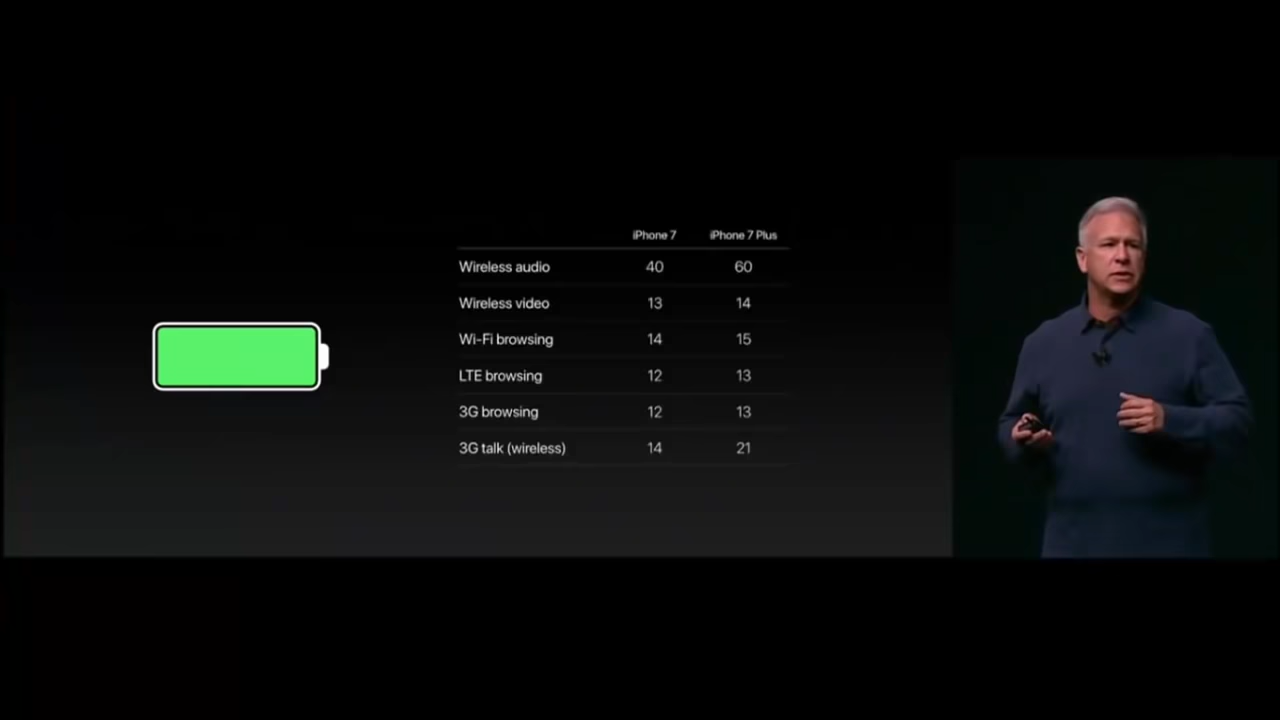 iPhone 7 iPhone 7 Plus
Wireless audio 40 60
Wireless video 13 14
Wi-Fi browsing 14 15
LTE browsing 12 13
3G browsing 12 13
3G talk (wireless) 14 21